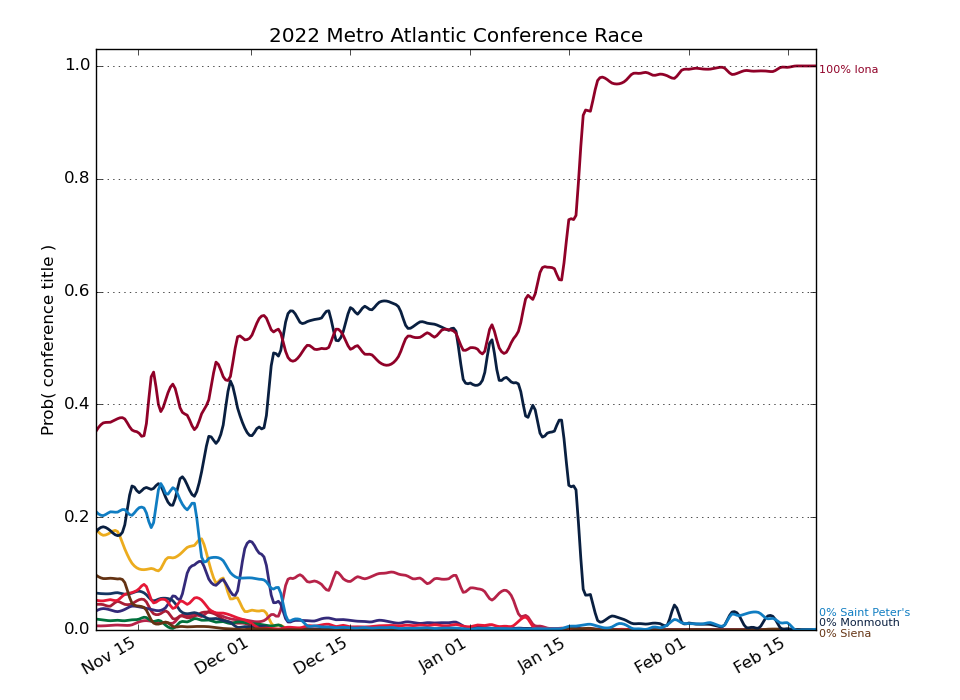 2022 Metro Atlantic Conference Race
Prob( conference title )
1.0
0.8
0.6
0.4
0.2
0.0
Nov 15
Dec 01
Dec 15
Jan 01
Jan 15
Feb 01
Feb 15
100% Iona
0% Saint Peter's
0% Monmouth
0% Siena